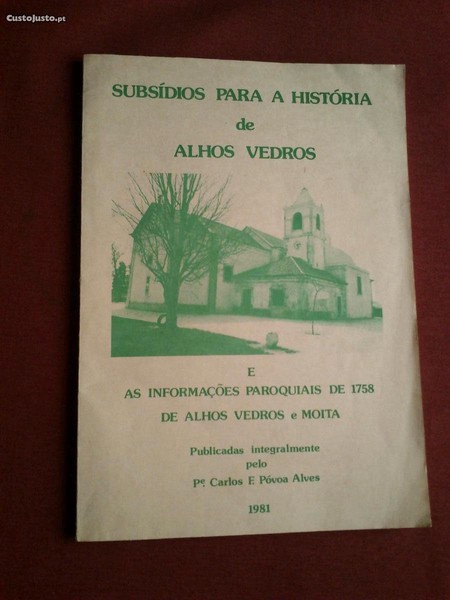 CustoJusto.pt
SUBSÍDIOS PARA A HISTÓRIA
de
ALHOS VEDROS
E
AS INFORMAÇÕES PAROQUIAIS DE 1758
DE ALHOS VEDROS e MOITA
Publicadas integralmente
pelo
Pe. Carlos F. Póvoa Alves
1981